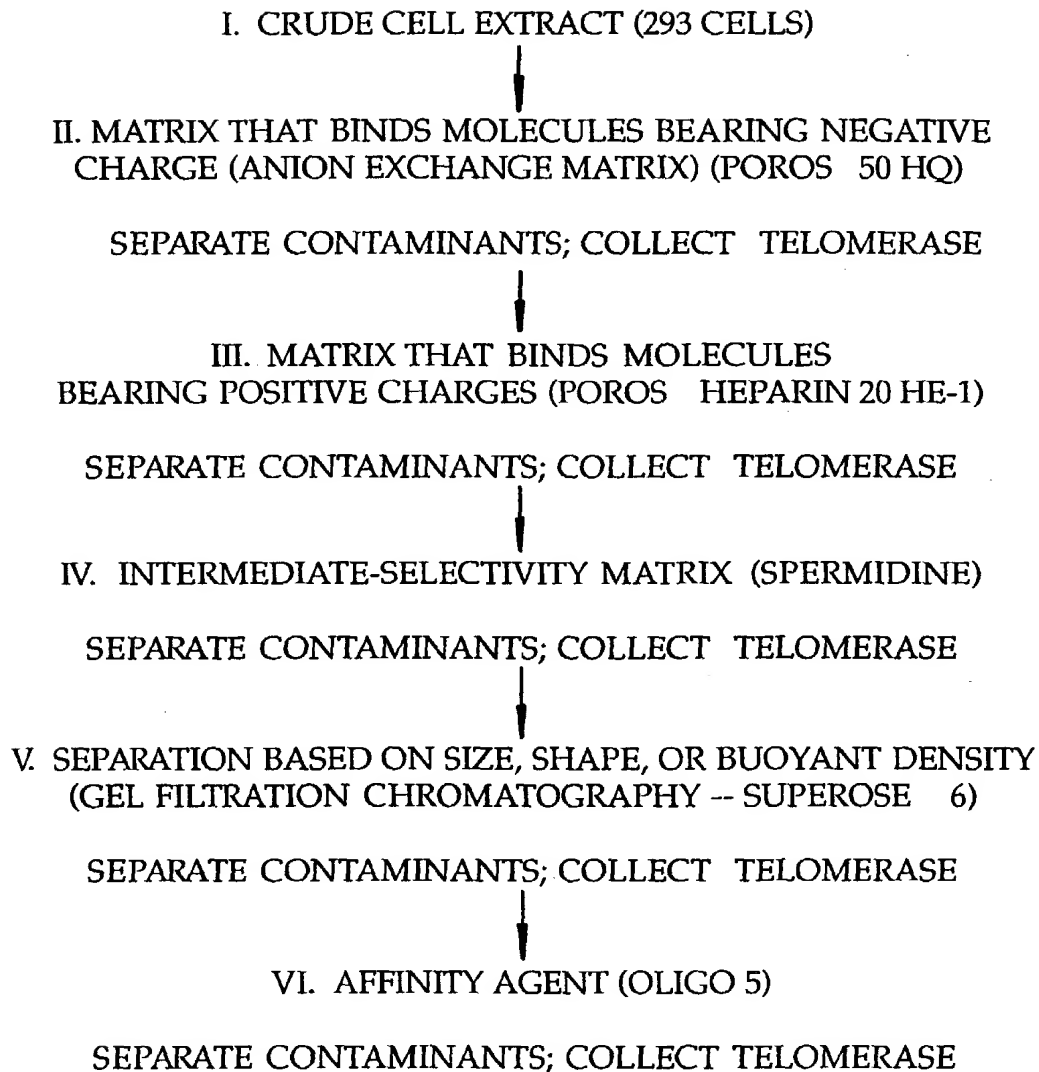 I. CRUDE CELL EXTRACT (293 CELLS)
II. MATRIX THAT BINDS MOLECULES BEARING NEGATIVE
CHARGE (ANION EXCHANGE MATRIX) (POROS 50 HQ)
SEPARATE CONTAMINANTS; COLLECT TELOMERASE
III. MATRIX THAT BINDS MOLECULES
BEARING POSITIVE CHARGES (POROS HEPARIN 20 HE-1)
SEPARATE CONTAMINANTS; COLLECT TELOMERASE
IV. INTERMEDIATE-SELECTIVITY MATRIX (SPERMIDINE)
SEPARATE CONTAMINANTS; COLLECT TELOMERASE
V. SEPARATION BASED ON SIZE, SHAPE, OR BUOYANT DENSITY
(GEL FILTRATION CHROMATOGRAPHY -- SUPEROSE 6)
SEPARATE CONTAMINANTS; COLLECT TELOMERASE
VI. AFFINITY AGENT (OLIGO 5)
SEPARATE CONTAMINANTS; COLLECT TELOMERASE